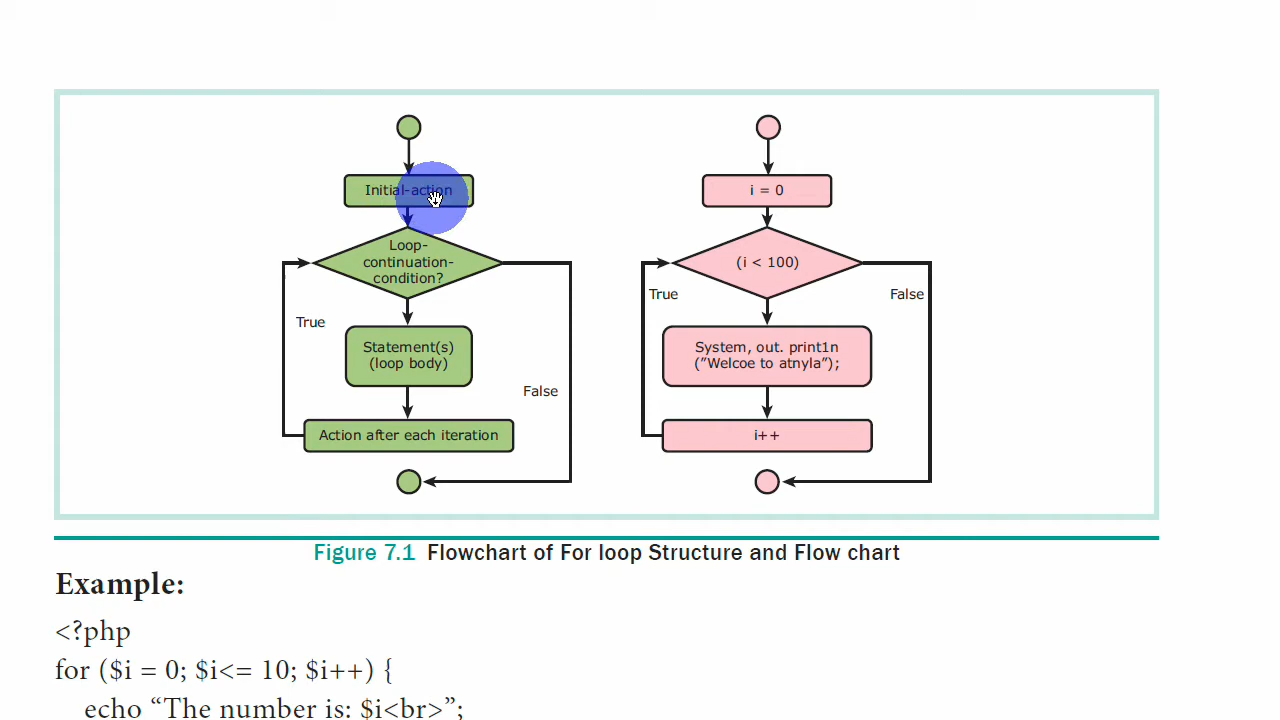 Initial-action
Loop-
continuation-
condition?
True
Statement(s)
(loop body)
False
Action after each iteration
i = 0
(i < 100)
True
False
System, out. print1n
(”Welcoe to atnyla”);
i++
Figure 7.1 Flowchart of For loop Structure and Flow chart
Example:
<?php
for ($i = 0; $i<= 10; $i++) {
echo “The number is: $i<br>”;